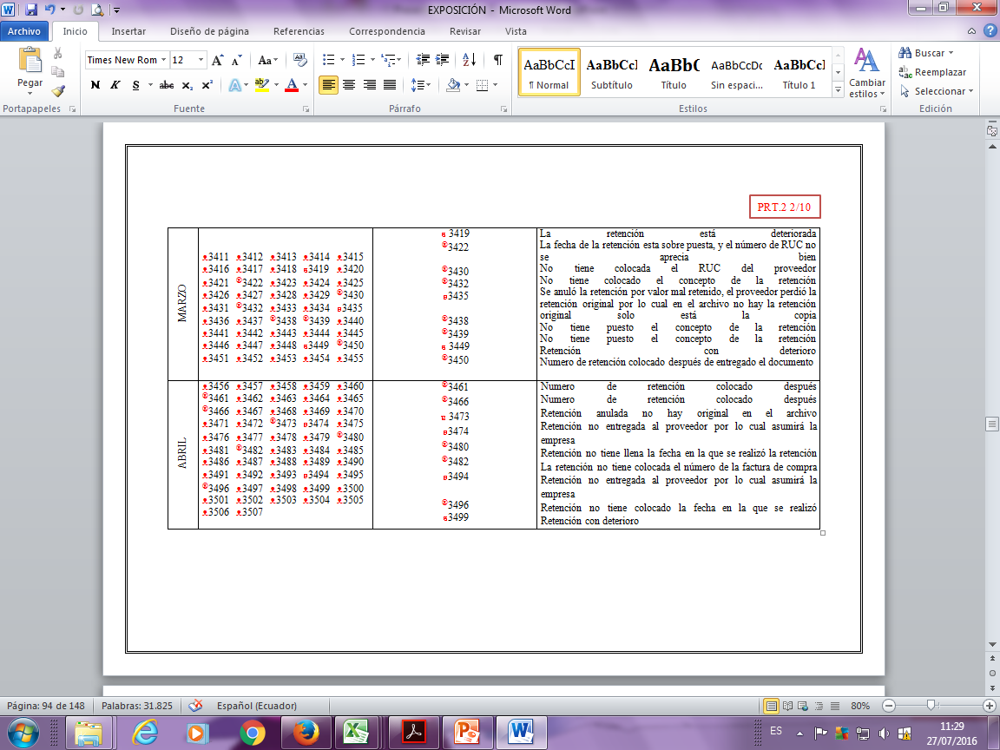 EXPOSICIÓN - Microsoft Word
Archivo Inicio Insertar Diseño de página Referencias Correspondencia Revisar Vista
Pegar
Times New Rom 12
Aa
N K S abc x₂ x² A ab A
AaBbCcI AaBbCcl AaBb( AaBbCcDc AaBbCcl
¶ Normal Subtítulo Título Sin espaci... Título 1
Cambiar estilos
Buscar
Reemplazar
Seleccionar
Portapapeles Fuente Párrafo Estilos Edición
PRT.2 2/10
MARZO
3411 3412 3413 3414 3415
3416 3417 3418 3419 3420
3421 3422 3423 3424 3425
3426 3427 3428 3429 3430
3431 3432 3433 3434 3435
3436 3437 3438 3439 3440
3441 3442 3443 3444 3445
3446 3447 3448 3449 3450
3451 3452 3453 3454 3455
3419
3422
3430
3432
3435
3438
3439
3449
3450
La retención está deteriorada
La fecha de la retención esta sobre puesta, y el número de RUC no
se aprecia bien
No tiene colocada el RUC del proveedor
No tiene colocado el concepto de la retención
Se anuló la retención por valor mal retenido, el proveedor perdió la
retención original por lo cual en el archivo no hay la retención
original solo está la copia
No tiene puesto el concepto de la retención
No tiene puesto el concepto de la retención
Retención con deterioro
Numero de retención colocado después de entregado el documento
ABRIL
3456 3457 3458 3459 3460
3461 3462 3463 3464 3465
3466 3467 3468 3469 3470
3471 3472 3473 3474 3475
3476 3477 3478 3479 3480
3481 3482 3483 3484 3485
3486 3487 3488 3489 3490
3491 3492 3493 3494 3495
3496 3497 3498 3499 3500
3501 3502 3503 3504 3505
3506 3507
3461
3466
3473
3474
3480
3482
3494
3496
3499
Numero de retención colocado después
Numero de retención colocado después
Retención anulada no hay original en el archivo
Retención no entregada al proveedor por lo cual asumirá la
empresa
Retención no tiene llena la fecha en la que se realizó la retención
La retención no tiene colocada el número de la factura de compra
Retención no entregada al proveedor por lo cual asumirá la
empresa
Retención no tiene colocado la fecha en la que se realizó
Retención con deterioro
Página: 94 de 148 Palabras: 31.825 Español (Ecuador) 80%
ES 11:29
27/07/2016